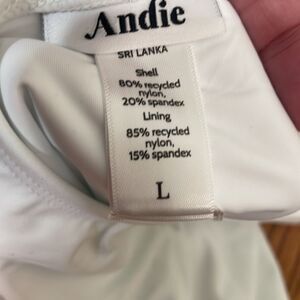 Andie
SRI LANKA
Shell
80% recycled
nylon,
20% spandex
Lining
85% recycled
nylon,
15% spandex
L